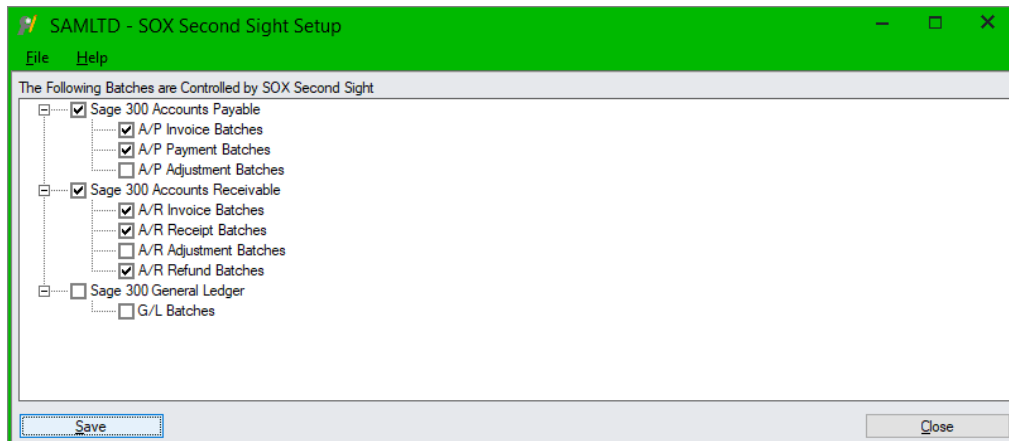 SAMLTD - SOX Second Sight Setup
File Help
The Following Batches are Controlled by SOX Second Sight
Sage 300 Accounts Payable
A/P Invoice Batches
A/P Payment Batches
A/P Adjustment Batches
Sage 300 Accounts Receivable
A/R Invoice Batches
A/R Receipt Batches
A/R Adjustment Batches
A/R Refund Batches
Sage 300 General Ledger
G/L Batches
Save Close